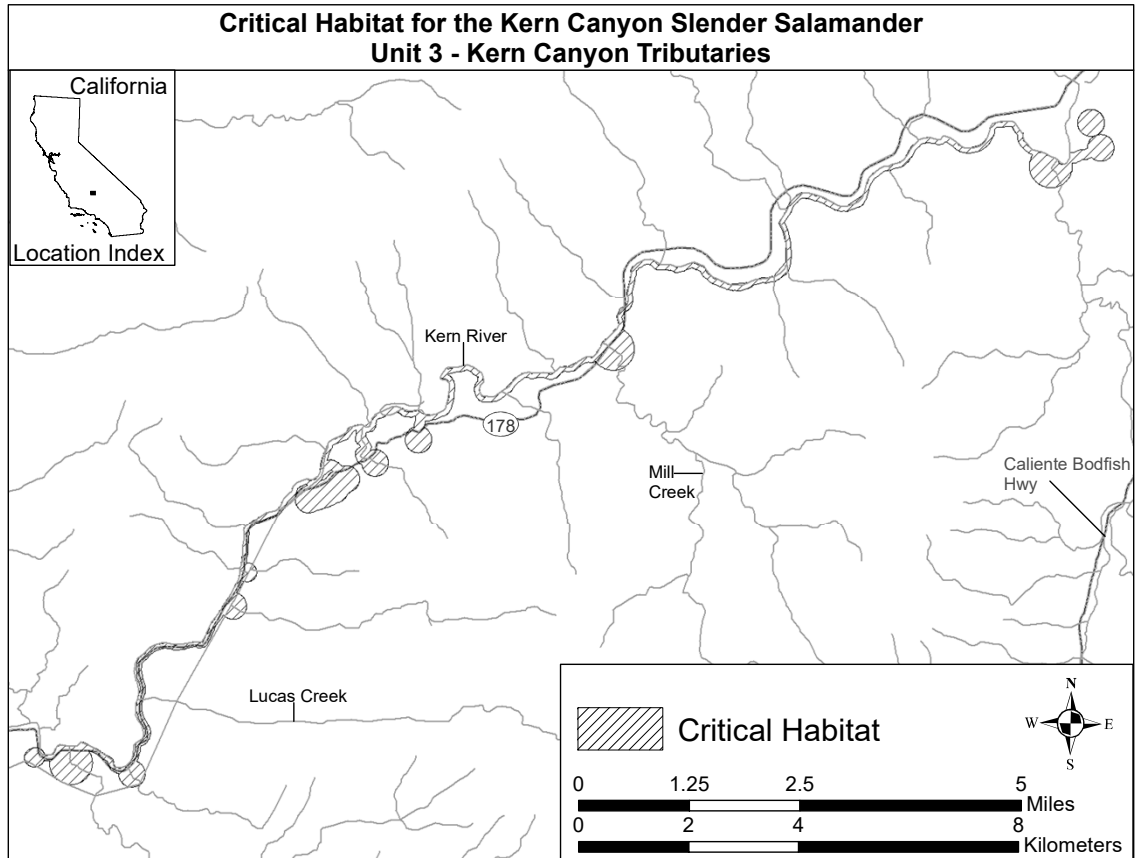 Critical Habitat for the Kern Canyon Slender Salamander
Unit 3 - Kern Canyon Tributaries
California
Location Index
Kern River
178
Mill
Creek
Caliente Bodfish
Hwy
Lucas Creek
Critical Habitat
N
W
E
S
0 1.25 2.5 5
Miles
0 2 4 8
Kilometers